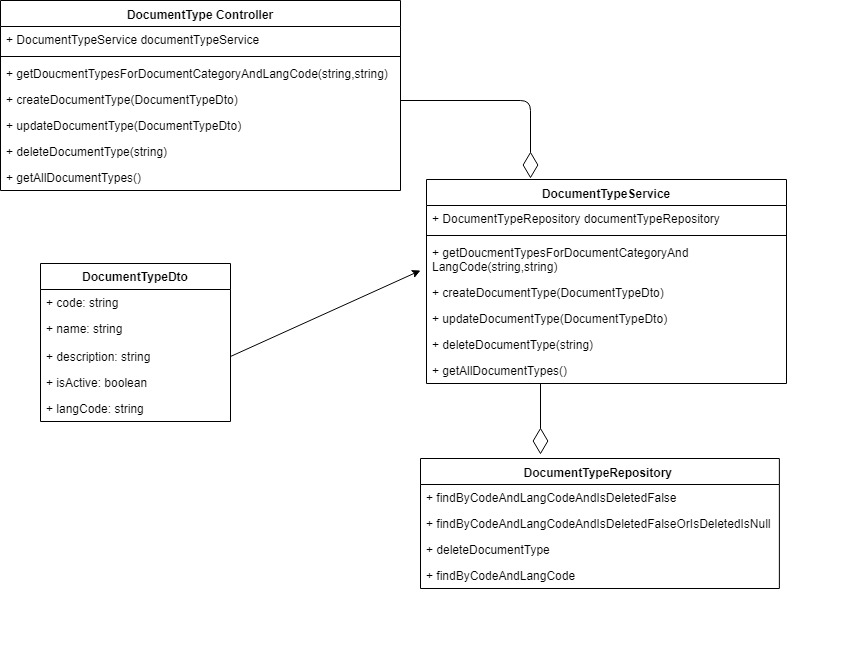 DocumentType Controller
+ DocumentTypeService documentTypeService
+ getDoucmentTypesForDocumentCategoryAndLangCode(string,string)
+ createDocumentType(DocumentTypeDto)
+ updateDocumentType(DocumentTypeDto)
+ deleteDocumentType(string)
+ getAllDocumentTypes()
DocumentTypeService
+ DocumentTypeRepository documentTypeRepository
+ getDoucmentTypesForDocumentCategoryAnd
LangCode(string,string)
+ createDocumentType(DocumentTypeDto)
+ updateDocumentType(DocumentTypeDto)
+ deleteDocumentType(string)
+ getAllDocumentTypes()
DocumentTypeDto
+ code: string
+ name: string
+ description: string
+ isActive: boolean
+ langCode: string
DocumentTypeRepository
+ findByCodeAndLangCodeAndIsDeletedFalse
+ findByCodeAndLangCodeAndIsDeletedFalseOrIsDeletedIsNull
+ deleteDocumentType
+ findByCodeAndLangCode